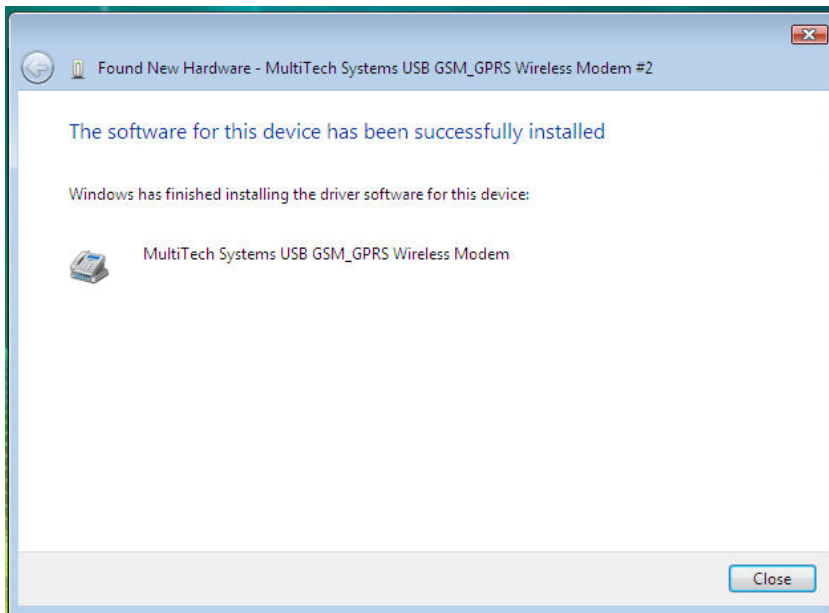 Found New Hardware - MultiTech Systems USB GSM_GPRS Wireless Modem #2
The software for this device has been successfully installed
Windows has finished installing the driver software for this device:
MultiTech Systems USB GSM_GPRS Wireless Modem
Close